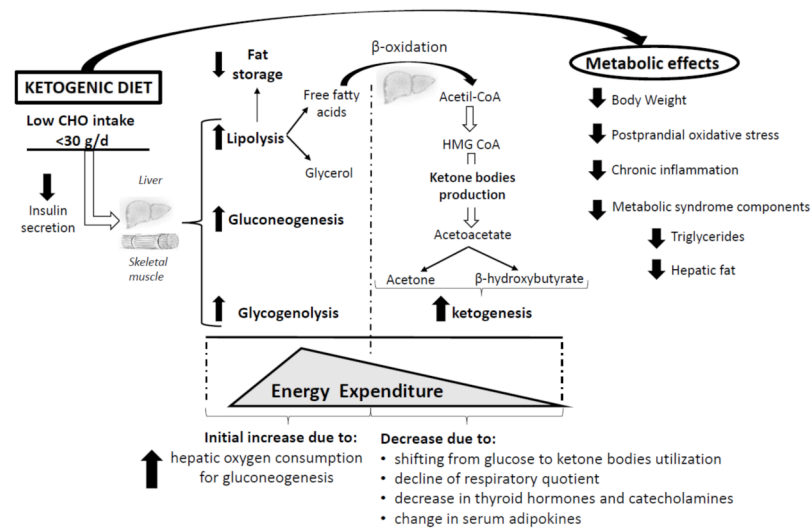 KETOGENIC DIET
Low CHO intake
<30 g/d
Insulin
secretion
Liver
Skeletal
muscle
Fat
storage
Lipolysis
Free fatty
acids
Glycerol
Gluconeogenesis
Glycogenolysis
β-oxidation
Acetil-CoA
HMG CoA
Ketone bodies
production
Acetoacetate
Acetone
β-hydroxybutyrate
ketogenesis
Metabolic effects
Body Weight
Postprandial oxidative stress
Chronic inflammation
Metabolic syndrome components
Triglycerides
Hepatic fat
Energy Expenditure
Initial increase due to:
hepatic oxygen consumption
for gluconeogenesis
Decrease due to:
• shifting from glucose to ketone bodies utilization
• decline of respiratory quotient
• decrease in thyroid hormones and catecholamines
• change in serum adipokines